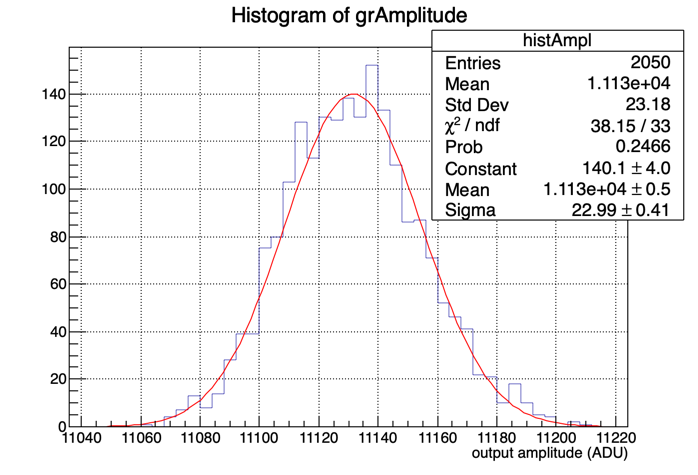 Histogram of grAmplitude
histAmpl
Entries 2050
Mean 1.113e+04
Std Dev 23.18
χ² / ndf 38.15 / 33
Prob 0.2466
Constant 140.1 ± 4.0
Mean 1.113e+04 ± 0.5
Sigma 22.99 ± 0.41
140
120
100
80
60
40
20
0
11040 11060 11080 11100 11120 11140 11160 11180 11200 11220
output amplitude (ADU)